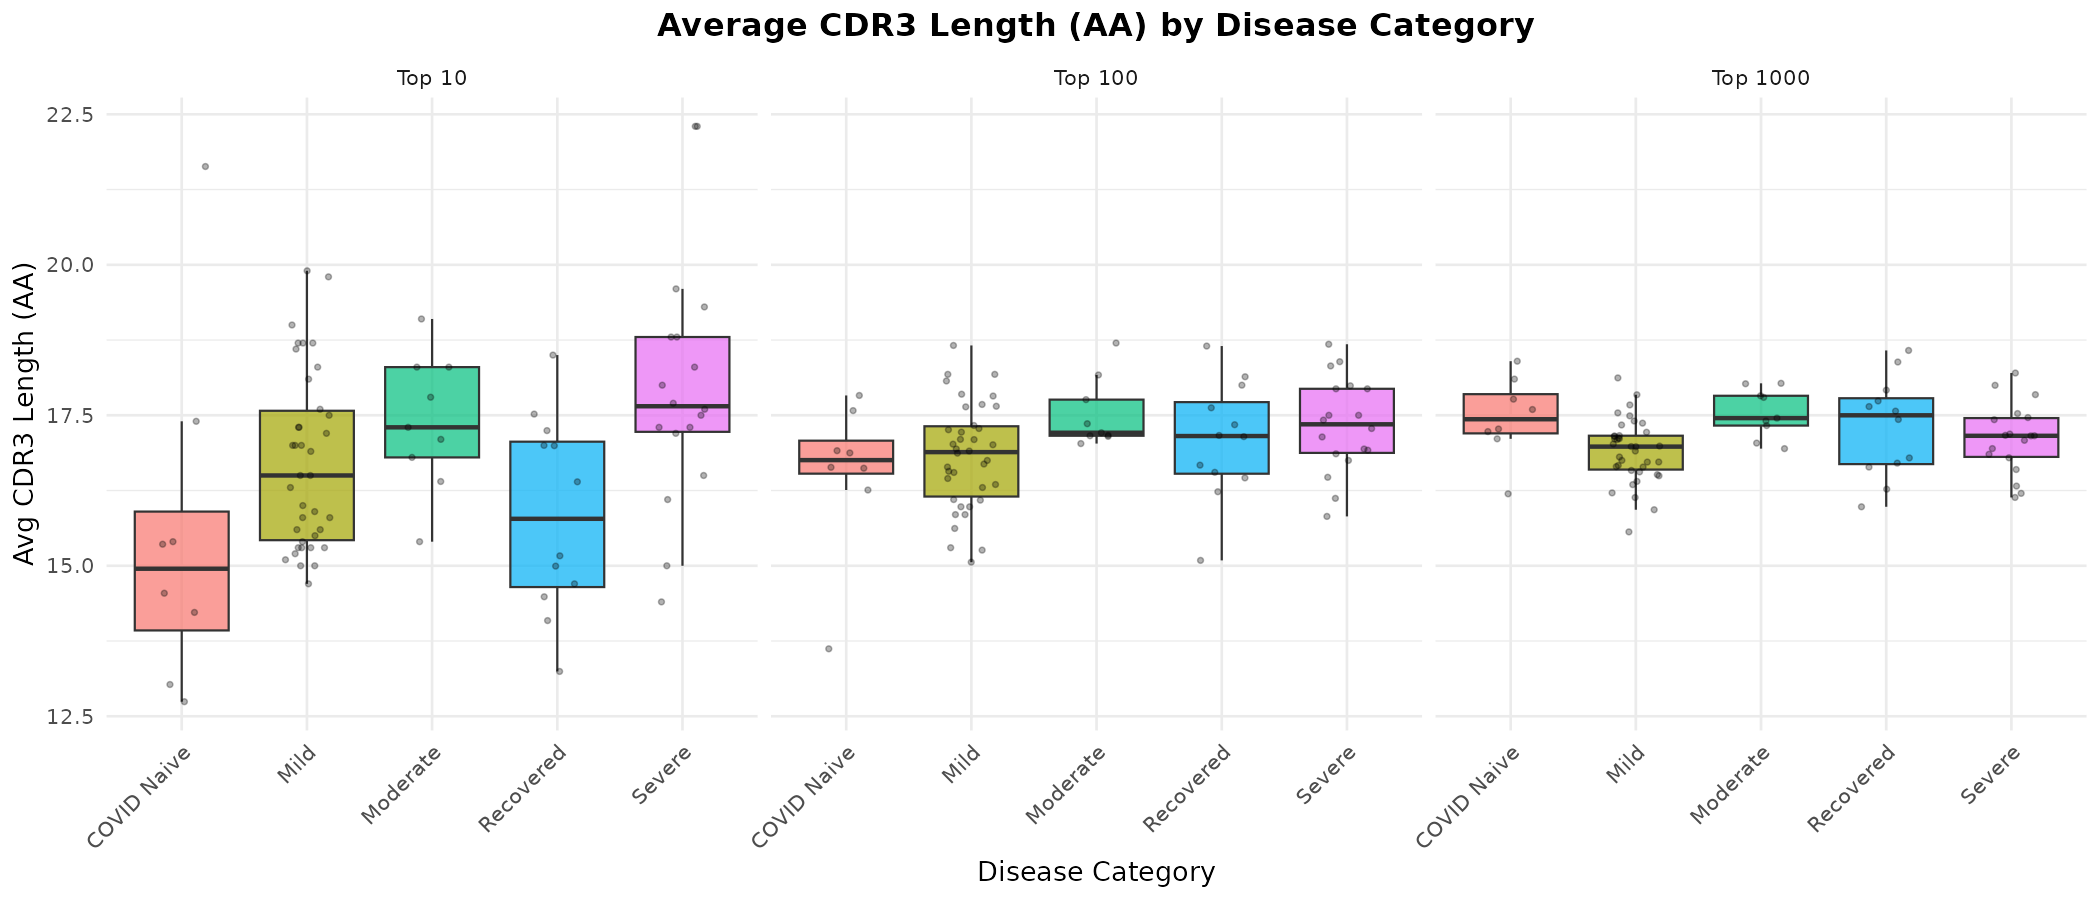 Average CDR3 Length (AA) by Disease Category
Top 10
Top 100
Top 1000
Avg CDR3 Length (AA)
22.5
20.0
17.5
15.0
12.5
COVID Naive
Mild
Moderate
Recovered
Severe
COVID Naive
Mild
Moderate
Recovered
Severe
COVID Naive
Mild
Moderate
Recovered
Severe
Disease Category